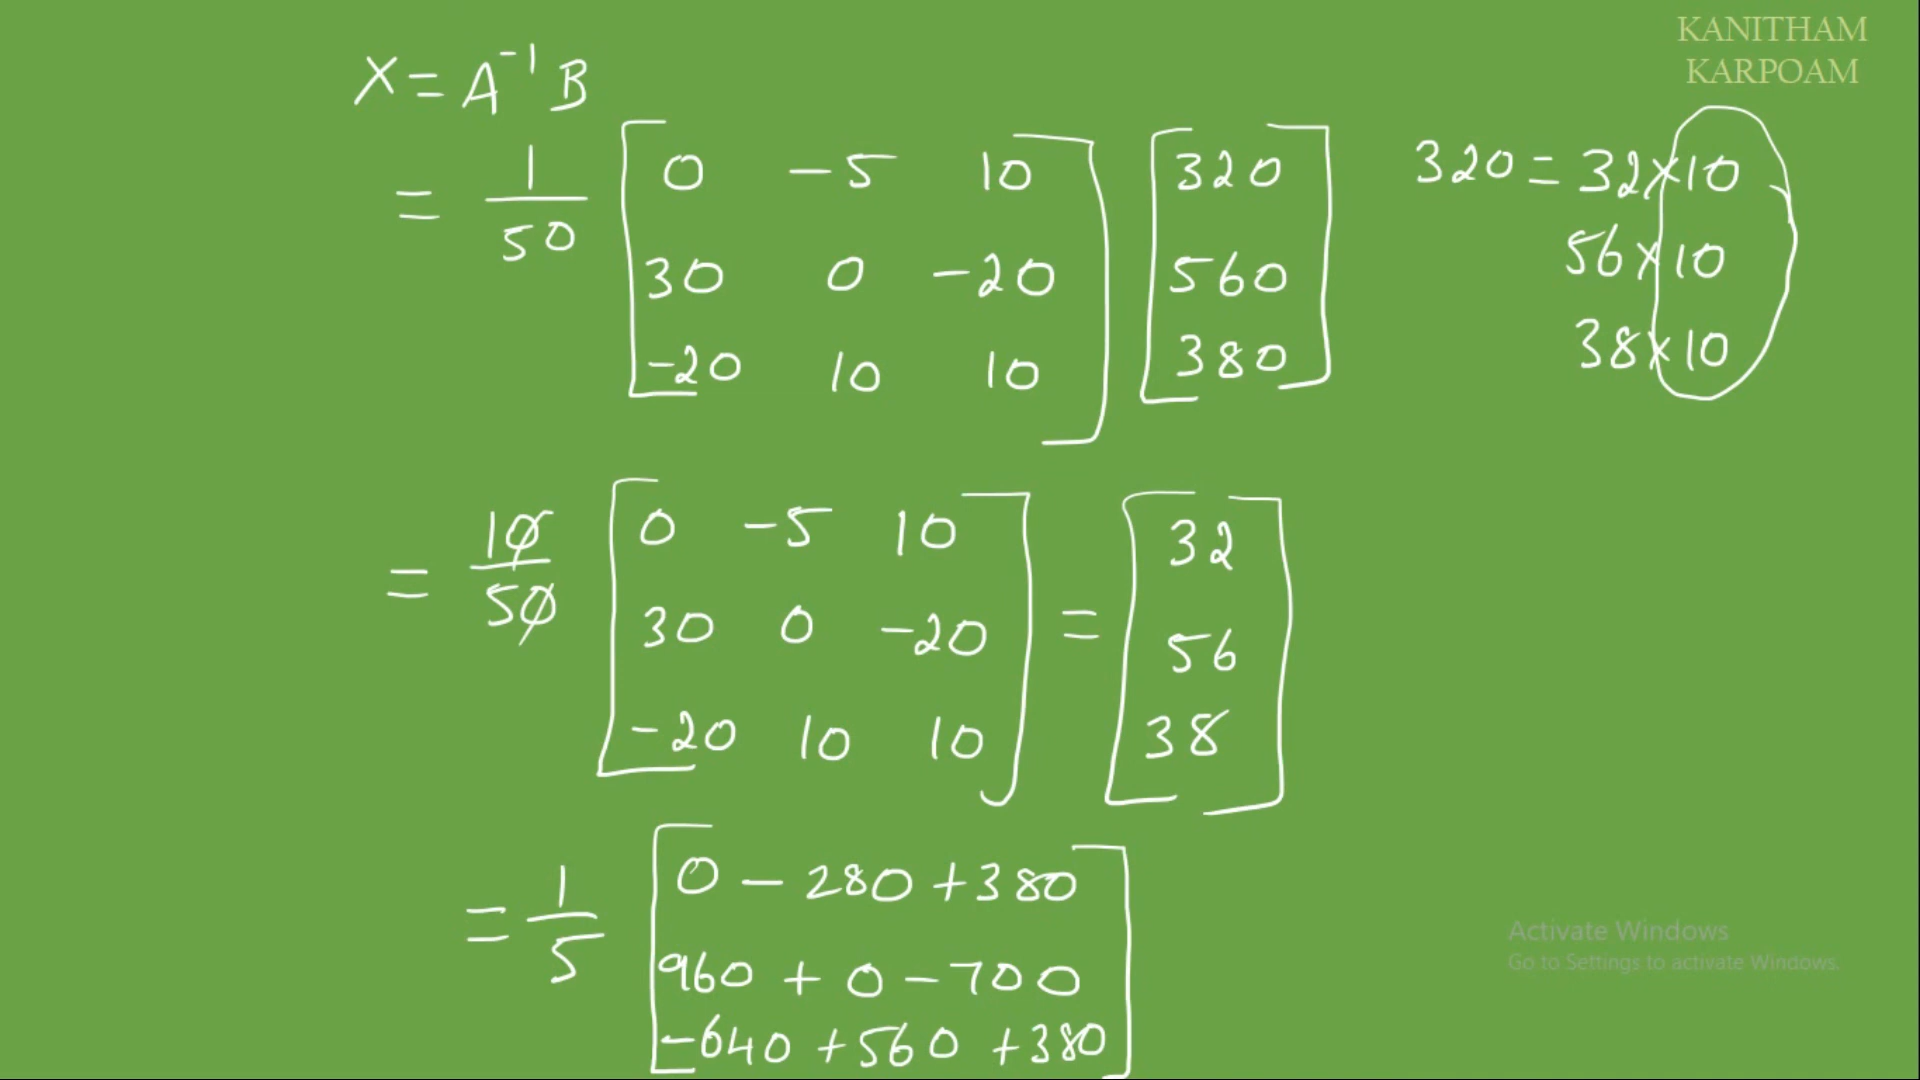 KANITHAM
KARPOAM
X = A⁻¹ B
= 1/50 [0 -5 10 [320 320 = 32×10
30 0 -20 560 56×10
-20 10 10] 380] 38×10
= 10/50 [0 -5 10 [32
30 0 -20 = 56
-20 10 10] 38]
= 1/5 [0 - 280 + 380
960 + 0 - 700
-640 + 560 + 380]
Activate Windows
Go to Settings to activate Windows.